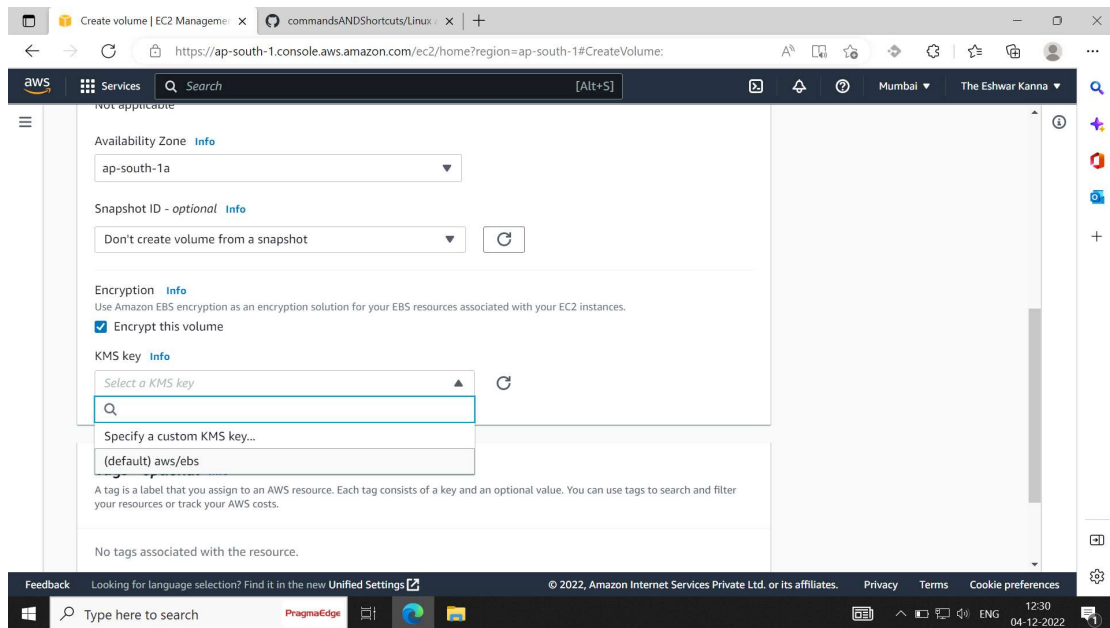 Create volume | EC2 Managemen
commandsANDShortcuts/Linux
https://ap-south-1.console.aws.amazon.com/ec2/home?region=ap-south-1#CreateVolume:
aws
Services
Search
[Alt+S]
Mumbai
The Eshwar Kanna
Not applicable
Availability Zone Info
ap-south-1a
Snapshot ID - optional Info
Don't create volume from a snapshot
Encryption Info
Use Amazon EBS encryption as an encryption solution for your EBS resources associated with your EC2 instances.
Encrypt this volume
KMS key Info
Select a KMS key
Specify a custom KMS key...
(default) aws/ebs
A tag is a label that you assign to an AWS resource. Each tag consists of a key and an optional value. You can use tags to search and filter
your resources or track your AWS costs.
No tags associated with the resource.
Feedback
Looking for language selection? Find it in the new Unified Settings
© 2022, Amazon Internet Services Private Ltd. or its affiliates.
Privacy
Terms
Cookie preferences
Type here to search
PragmaEdge
ENG
12:30
04-12-2022
1